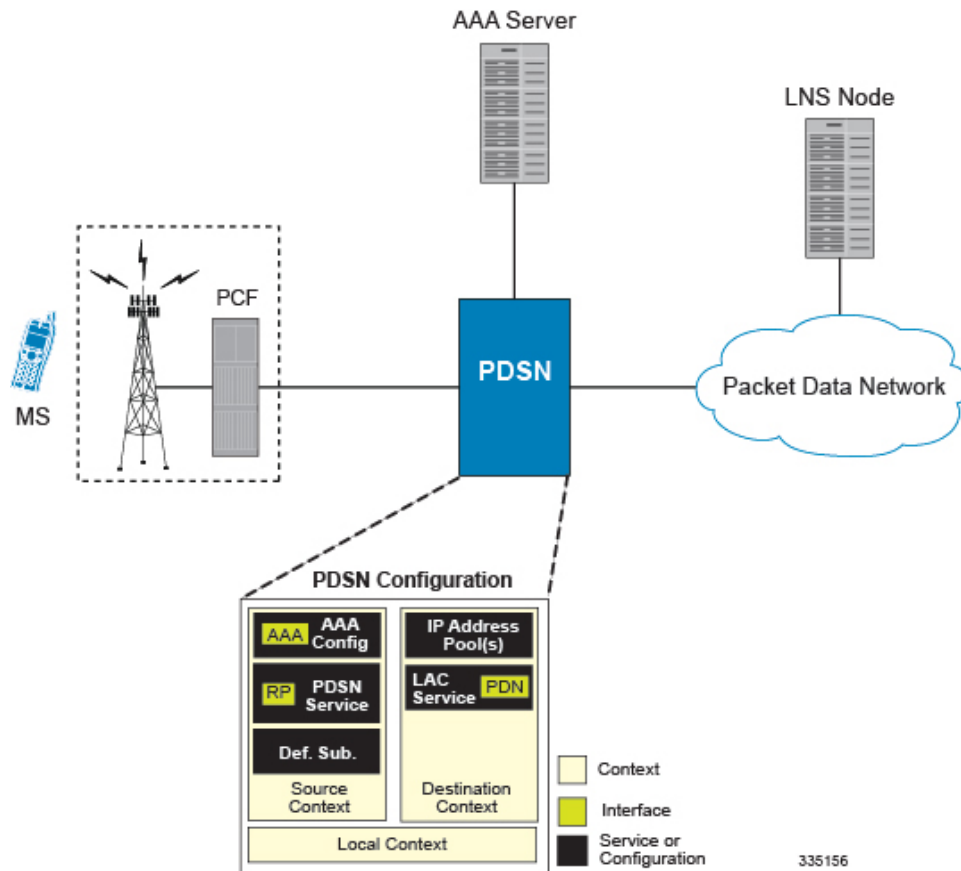 AAA Server
LNS Node
PCF
MS
PDSN
Packet Data Network
PDSN Configuration
AAA
AAA
Config
RP
PDSN
Service
Def. Sub.
Source
Context
IP Address
Pool(s)
LAC
Service
PDN
Destination
Context
Local Context
Context
Interface
Service or
Configuration
335156